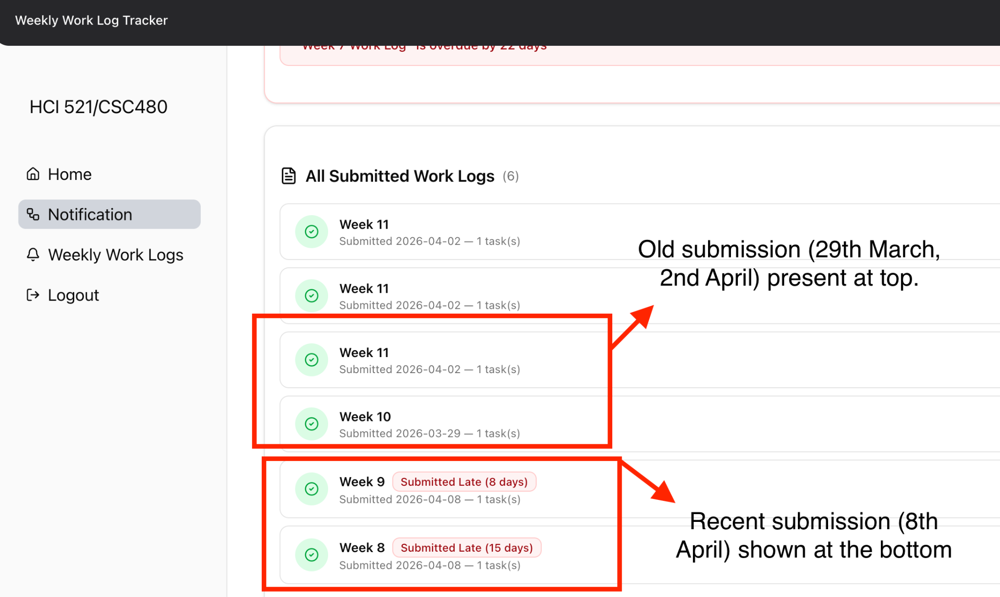 Weekly Work Log Tracker
Week 7 Work Log" is overdue by 22 days
HCI 521/CSC480
Home
Notification
Weekly Work Logs
Logout
All Submitted Work Logs (6)
Week 11
Submitted 2026-04-02 — 1 task(s)
Week 11
Submitted 2026-04-02 — 1 task(s)
Week 11
Submitted 2026-04-02 — 1 task(s)
Week 10
Submitted 2026-03-29 — 1 task(s)
Week 9 Submitted Late (8 days)
Submitted 2026-04-08 — 1 task(s)
Week 8 Submitted Late (15 days)
Submitted 2026-04-08 — 1 task(s)
Old submission (29th March,
2nd April) present at top.
Recent submission (8th
April) shown at the bottom